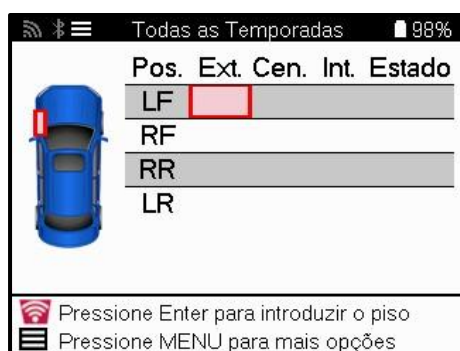 Todas as Temporadas 98%
Pos. Ext. Cen. Int. Estado
LF
RF
RR
LR
Pressione Enter para introduzir o piso
Pressione MENU para mais opções